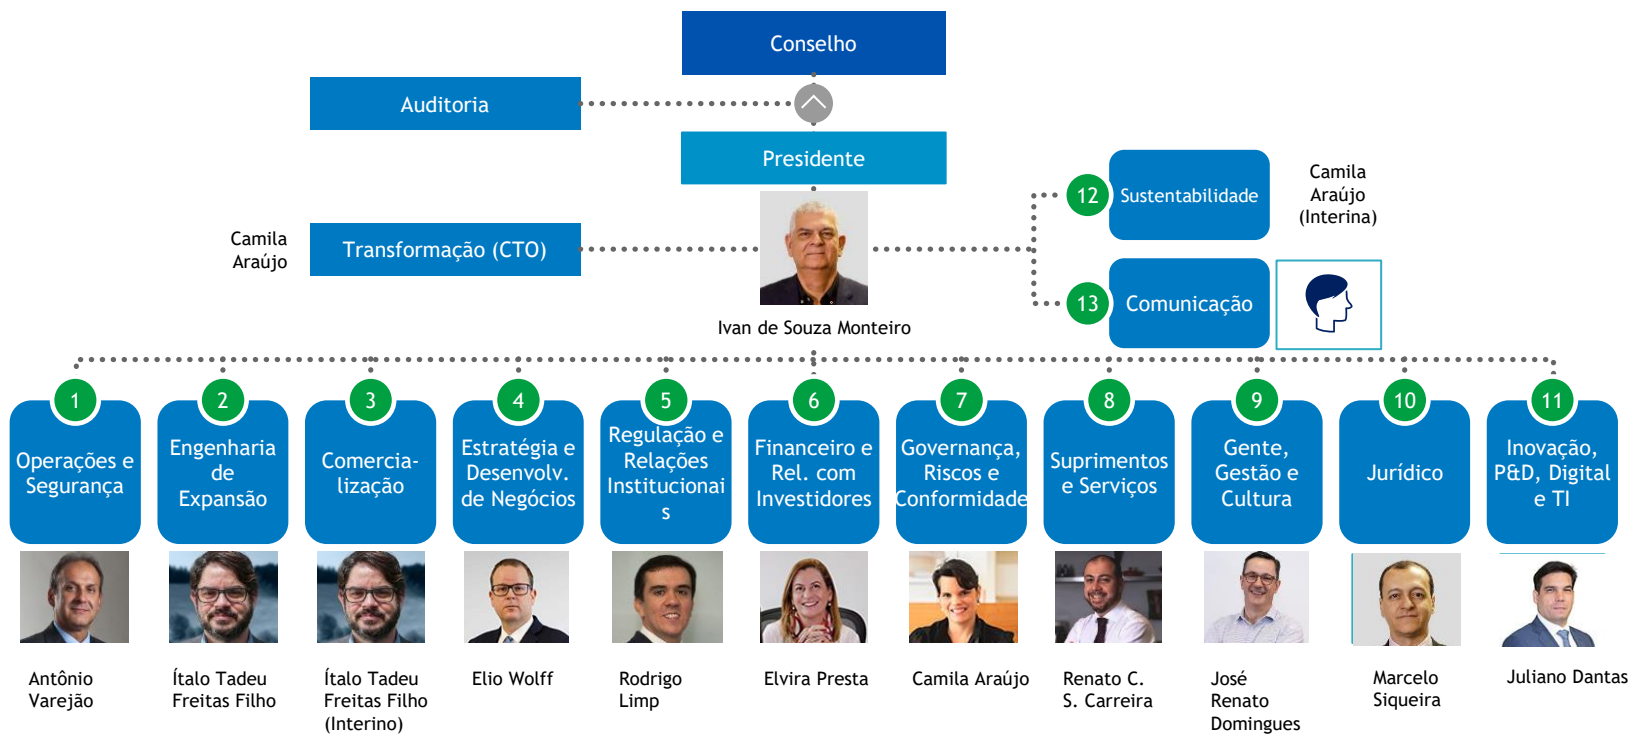 Conselho
Auditoria
Presidente
12
Sustentabilidade
Camila
Araújo
(Interina)
Camila
Araújo
Transformação (CTO)
13
Comunicação
Ivan de Souza Monteiro
1
2
3
4
5
6
7
8
9
10
11
Operações e
Segurança
Engenharia
de
Expansão
Comercia-
lização
Estratégia e
Desenvolv.
de Negócios
Regulação e
Relações
Institucionai
s
Financeiro e
Rel. com
Investidores
Governança,
Riscos e
Conformidade
Suprimentos
e Serviços
Gente,
Gestão e
Cultura
Jurídico
Inovação,
P&D, Digital
e TI
Antônio
Varejão
Ítalo Tadeu
Freitas Filho
Ítalo Tadeu
Freitas Filho
(Interino)
Elio Wolff
Rodrigo
Limp
Elvira Presta
Camila Araújo
Renato C.
S. Carreira
José
Renato
Domingues
Marcelo
Siqueira
Juliano Dantas